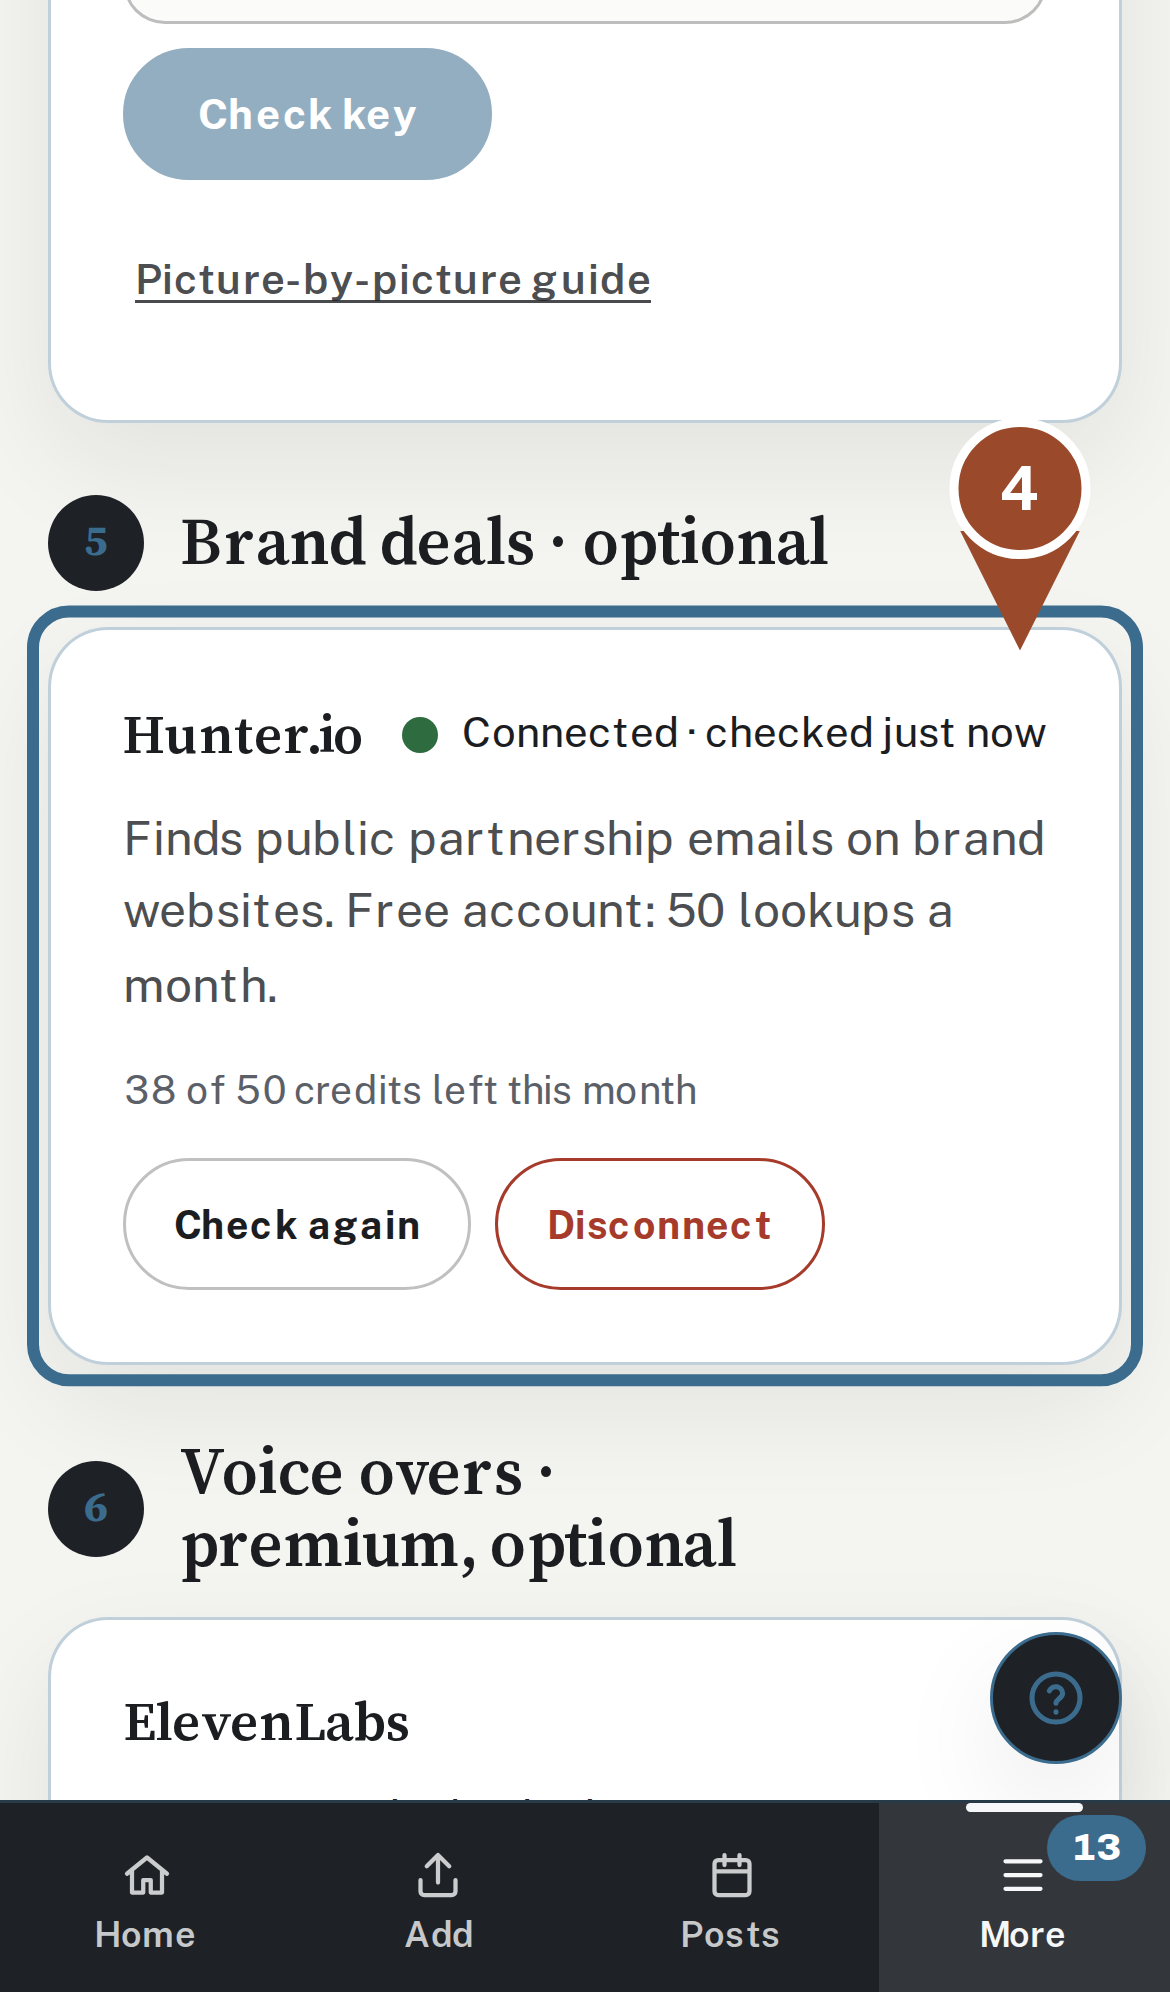 Check key
Picture-by-picture guide
4
5
Brand deals · optional
Hunter.io
Connected · checked just now
Finds public partnership emails on brand
websites. Free account: 50 lookups a
month.
38 of 50 credits left this month
Check again
Disconnect
6
Voice overs ·
premium, optional
ElevenLabs
?
13
Home
Add
Posts
More